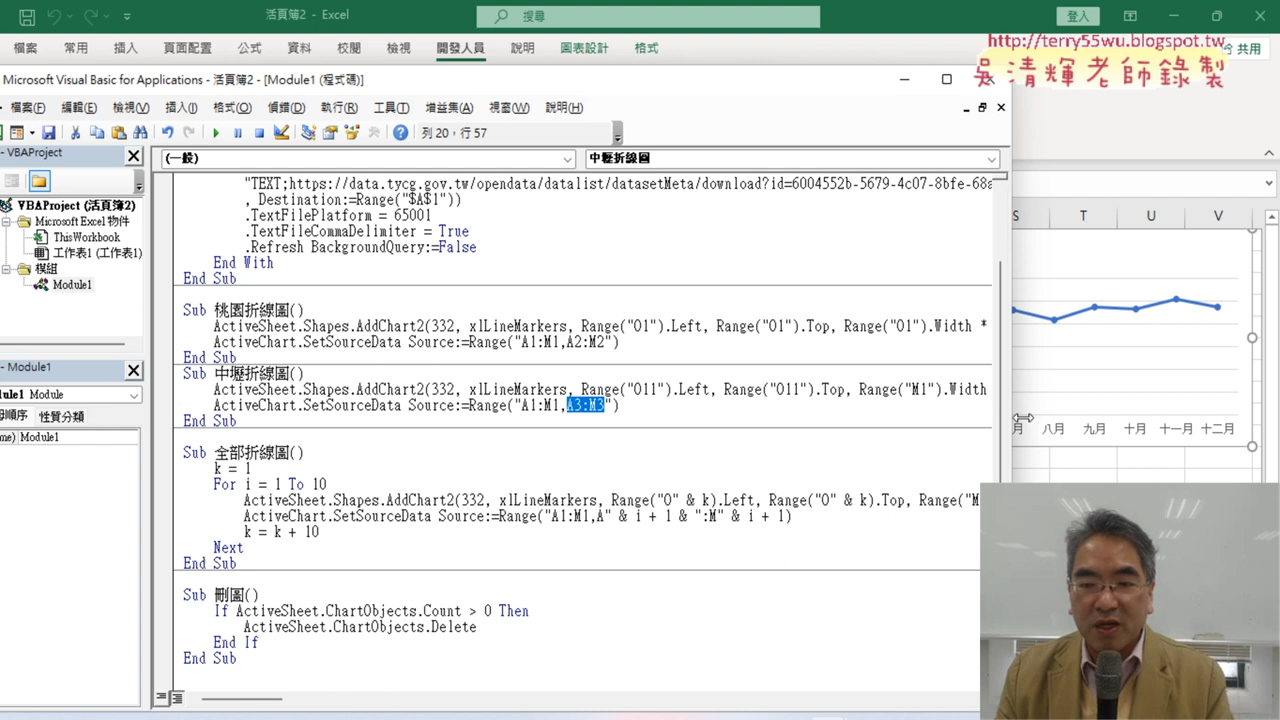 活頁簿2 - Excel
搜尋
登入
檔案 常用 插入 頁面配置 公式 資料 校閱 檢視 開發人員 說明 圖表設計 格式
共用
http://terry55wu.blogspot.tw
吳清輝老師錄製
Microsoft Visual Basic for Applications - 活頁簿2 - [Module1 (程式碼)]
檔案(F) 編輯(E) 檢視(V) 插入(I) 格式(O) 偵錯(D) 執行(R) 工具(T) 增益集(A) 視窗(W) 說明(H)
列 20，行 57
- VBAProject
VBAProject (活頁簿2)
Microsoft Excel 物件
ThisWorkbook
工作表1 (工作表1)
模組
Module1
- Module1
dule1 Module
母順序 性質分類
me) Module1
(一般)
中壢折線圖
"TEXT;https://data.tycg.gov.tw/opendata/datalist/datasetMeta/download?id=6004552b-5679-4c07-8bfe-68a
, Destination:=Range("$A$1"))
.TextFilePlatform = 65001
.TextFileCommaDelimiter = True
.Refresh BackgroundQuery:=False
End With
End Sub
Sub 桃園折線圖()
ActiveSheet.Shapes.AddChart2(332, xlLineMarkers, Range("O1").Left, Range("O1").Top, Range("O1").Width *
ActiveChart.SetSourceData Source:=Range("A1:M1,A2:M2")
End Sub
Sub 中壢折線圖()
ActiveSheet.Shapes.AddChart2(332, xlLineMarkers, Range("O11").Left, Range("O11").Top, Range("M1").Width
ActiveChart.SetSourceData Source:=Range("A1:M1,A3:M3")
End Sub
Sub 全部折線圖()
k = 1
For i = 1 To 10
ActiveSheet.Shapes.AddChart2(332, xlLineMarkers, Range("O" & k).Left, Range("O" & k).Top, Range("M
ActiveChart.SetSourceData Source:=Range("A1:M1,A" & i + 1 & ":M" & i + 1)
k = k + 10
Next
End Sub
Sub 刪圖()
If ActiveSheet.ChartObjects.Count > 0 Then
ActiveSheet.ChartObjects.Delete
End If
End Sub
S T U V
月 八月 九月 十月 十一月 十二月